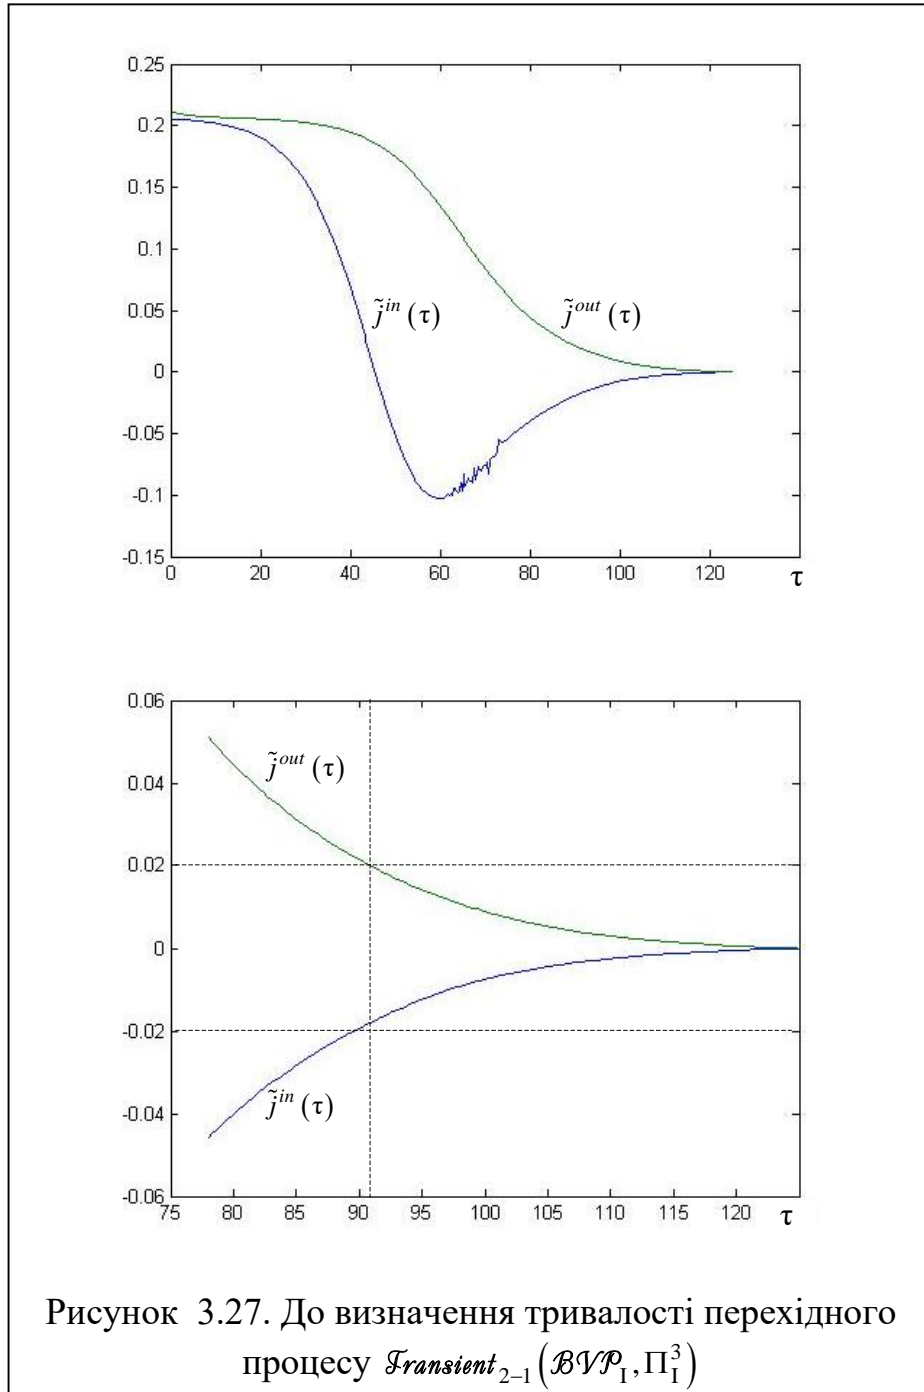 0.25
0.2
0.15
0.1
0.05
0
-0.05
-0.1
-0.15
j̃ⁱⁿ(τ)
j̃ᵒᵘᵗ(τ)
0 20 40 60 80 100 120 τ
0.06
0.04
0.02
0
-0.02
-0.04
-0.06
j̃ᵒᵘᵗ(τ)
j̃ⁱⁿ(τ)
75 80 85 90 95 100 105 110 115 120 τ
Рисунок 3.27. До визначення тривалості перехідного
процесу 𝒯ransient₂₋₁(ℬ𝒱𝒫_I, Π_I³)